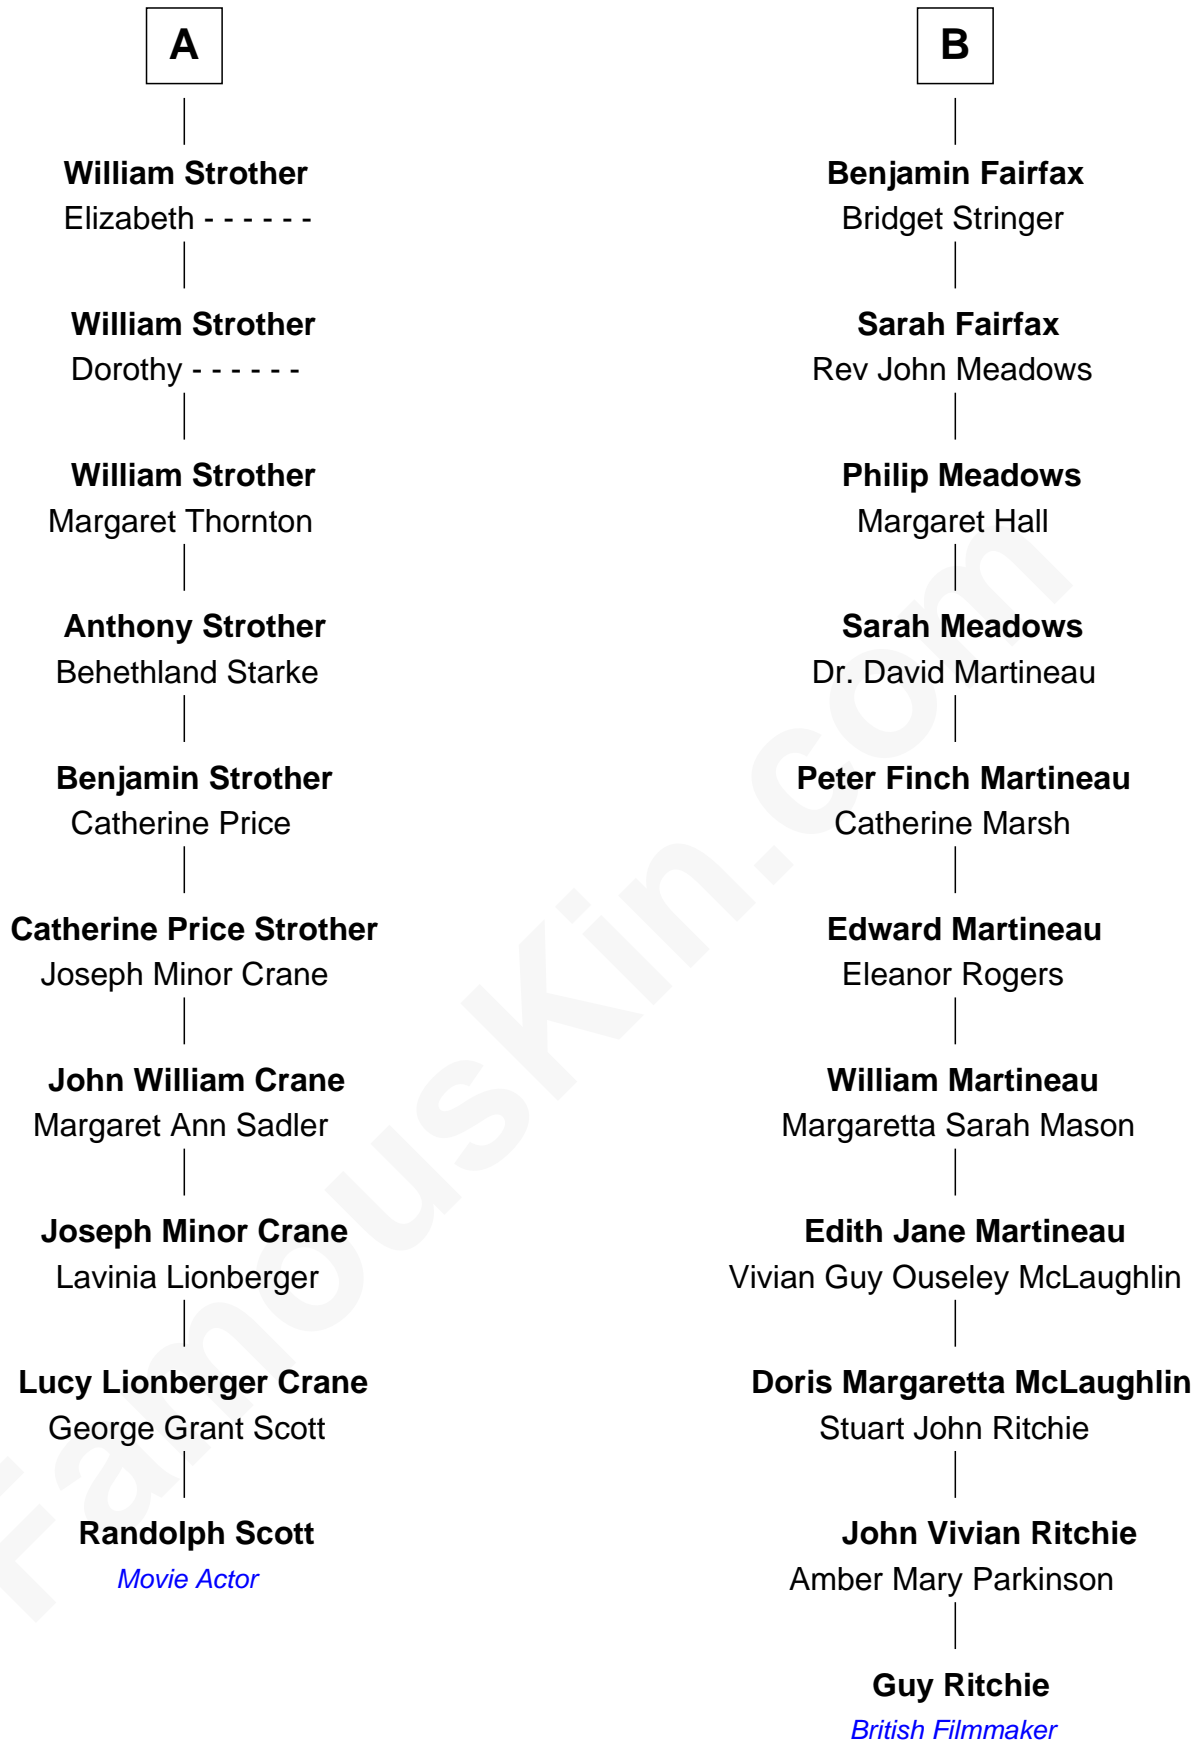 A
William Strother
Elizabeth - - - - - -
William Strother
Dorothy - - - - - -
William Strother
Margaret Thornton
Anthony Strother
Behethland Starke
Benjamin Strother
Catherine Price
Catherine Price Strother
Joseph Minor Crane
John William Crane
Margaret Ann Sadler
Joseph Minor Crane
Lavinia Lionberger
Lucy Lionberger Crane
George Grant Scott
Randolph Scott
Movie Actor
B
Benjamin Fairfax
Bridget Stringer
Sarah Fairfax
Rev John Meadows
Philip Meadows
Margaret Hall
Sarah Meadows
Dr. David Martineau
Peter Finch Martineau
Catherine Marsh
Edward Martineau
Eleanor Rogers
William Martineau
Margaretta Sarah Mason
Edith Jane Martineau
Vivian Guy Ouseley McLaughlin
Doris Margaretta McLaughlin
Stuart John Ritchie
John Vivian Ritchie
Amber Mary Parkinson
Guy Ritchie
British Filmmaker
FamousKin.com